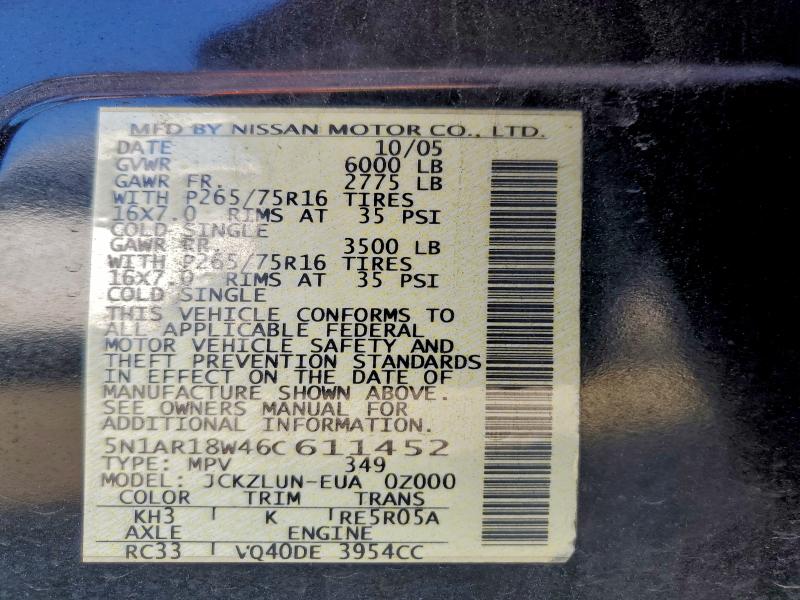 MFD BY NISSAN MOTOR CO., LTD.
DATE 10/05
GVWR 6000 LB
GAWR FR. 2775 LB
WITH P265/75R16 TIRES
16X7.0 RIMS AT 35 PSI
COLD SINGLE
GAWR RR. 3500 LB
WITH P265/75R16 TIRES
16X7.0 RIMS AT 35 PSI
COLD SINGLE
THIS VEHICLE CONFORMS TO
ALL APPLICABLE FEDERAL
MOTOR VEHICLE SAFETY AND
THEFT PREVENTION STANDARDS
IN EFFECT ON THE DATE OF
MANUFACTURE SHOWN ABOVE.
SEE OWNERS MANUAL FOR
ADDITIONAL INFORMATION.
5N1AR18W46C611452
TYPE: MPV 349
MODEL: JCKZLUN-EUA 0Z000
COLOR TRIM TRANS
KH3 K RE5R05A
AXLE ENGINE
RC33 VQ40DE 3954CC